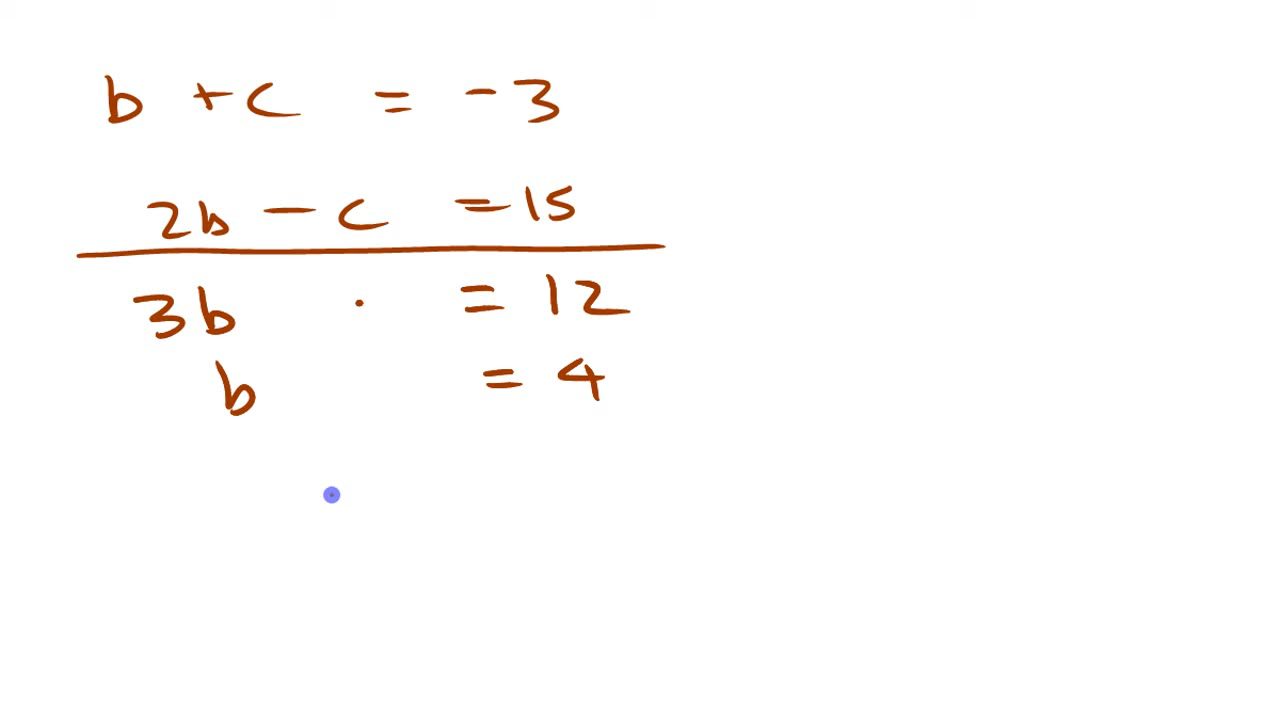 b + c = - 3
2b - c = 15
3b . = 12
b = 4